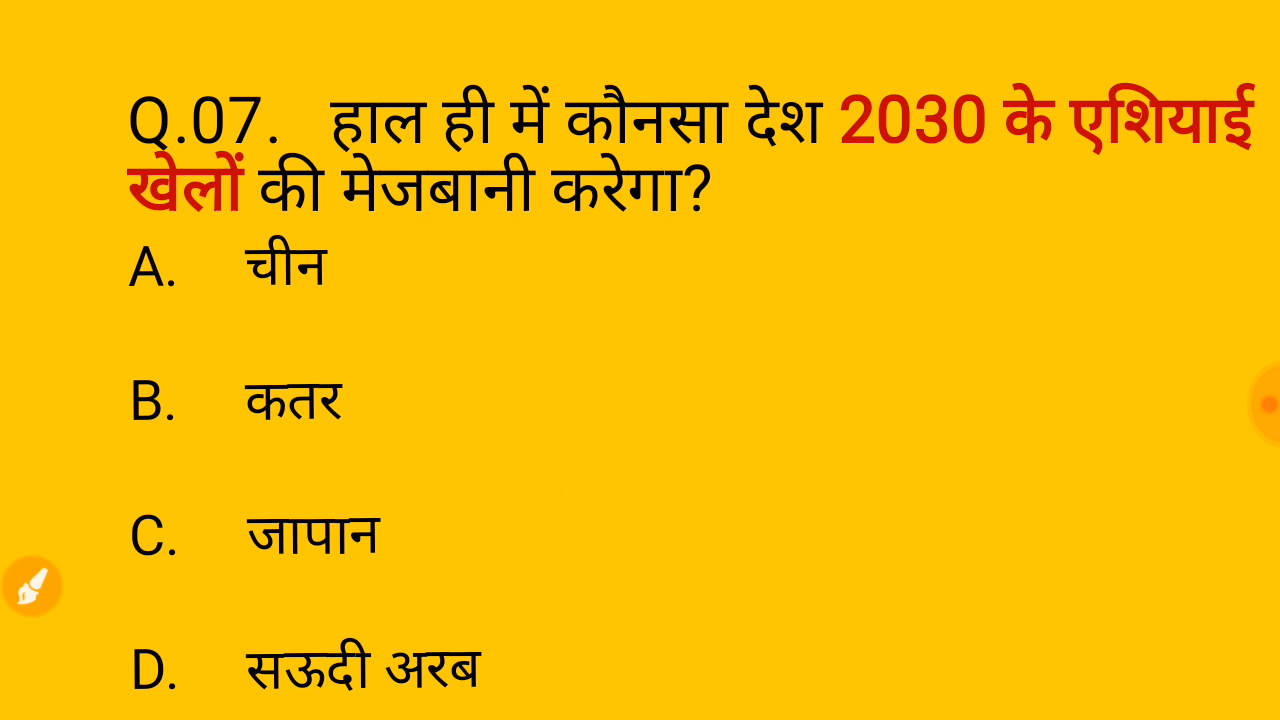 Q.07. हाल ही में कौनसा देश 2030 के एशियाई
खेलों की मेजबानी करेगा?
A. चीन
B. कतर
C. जापान
D. सऊदी अरब